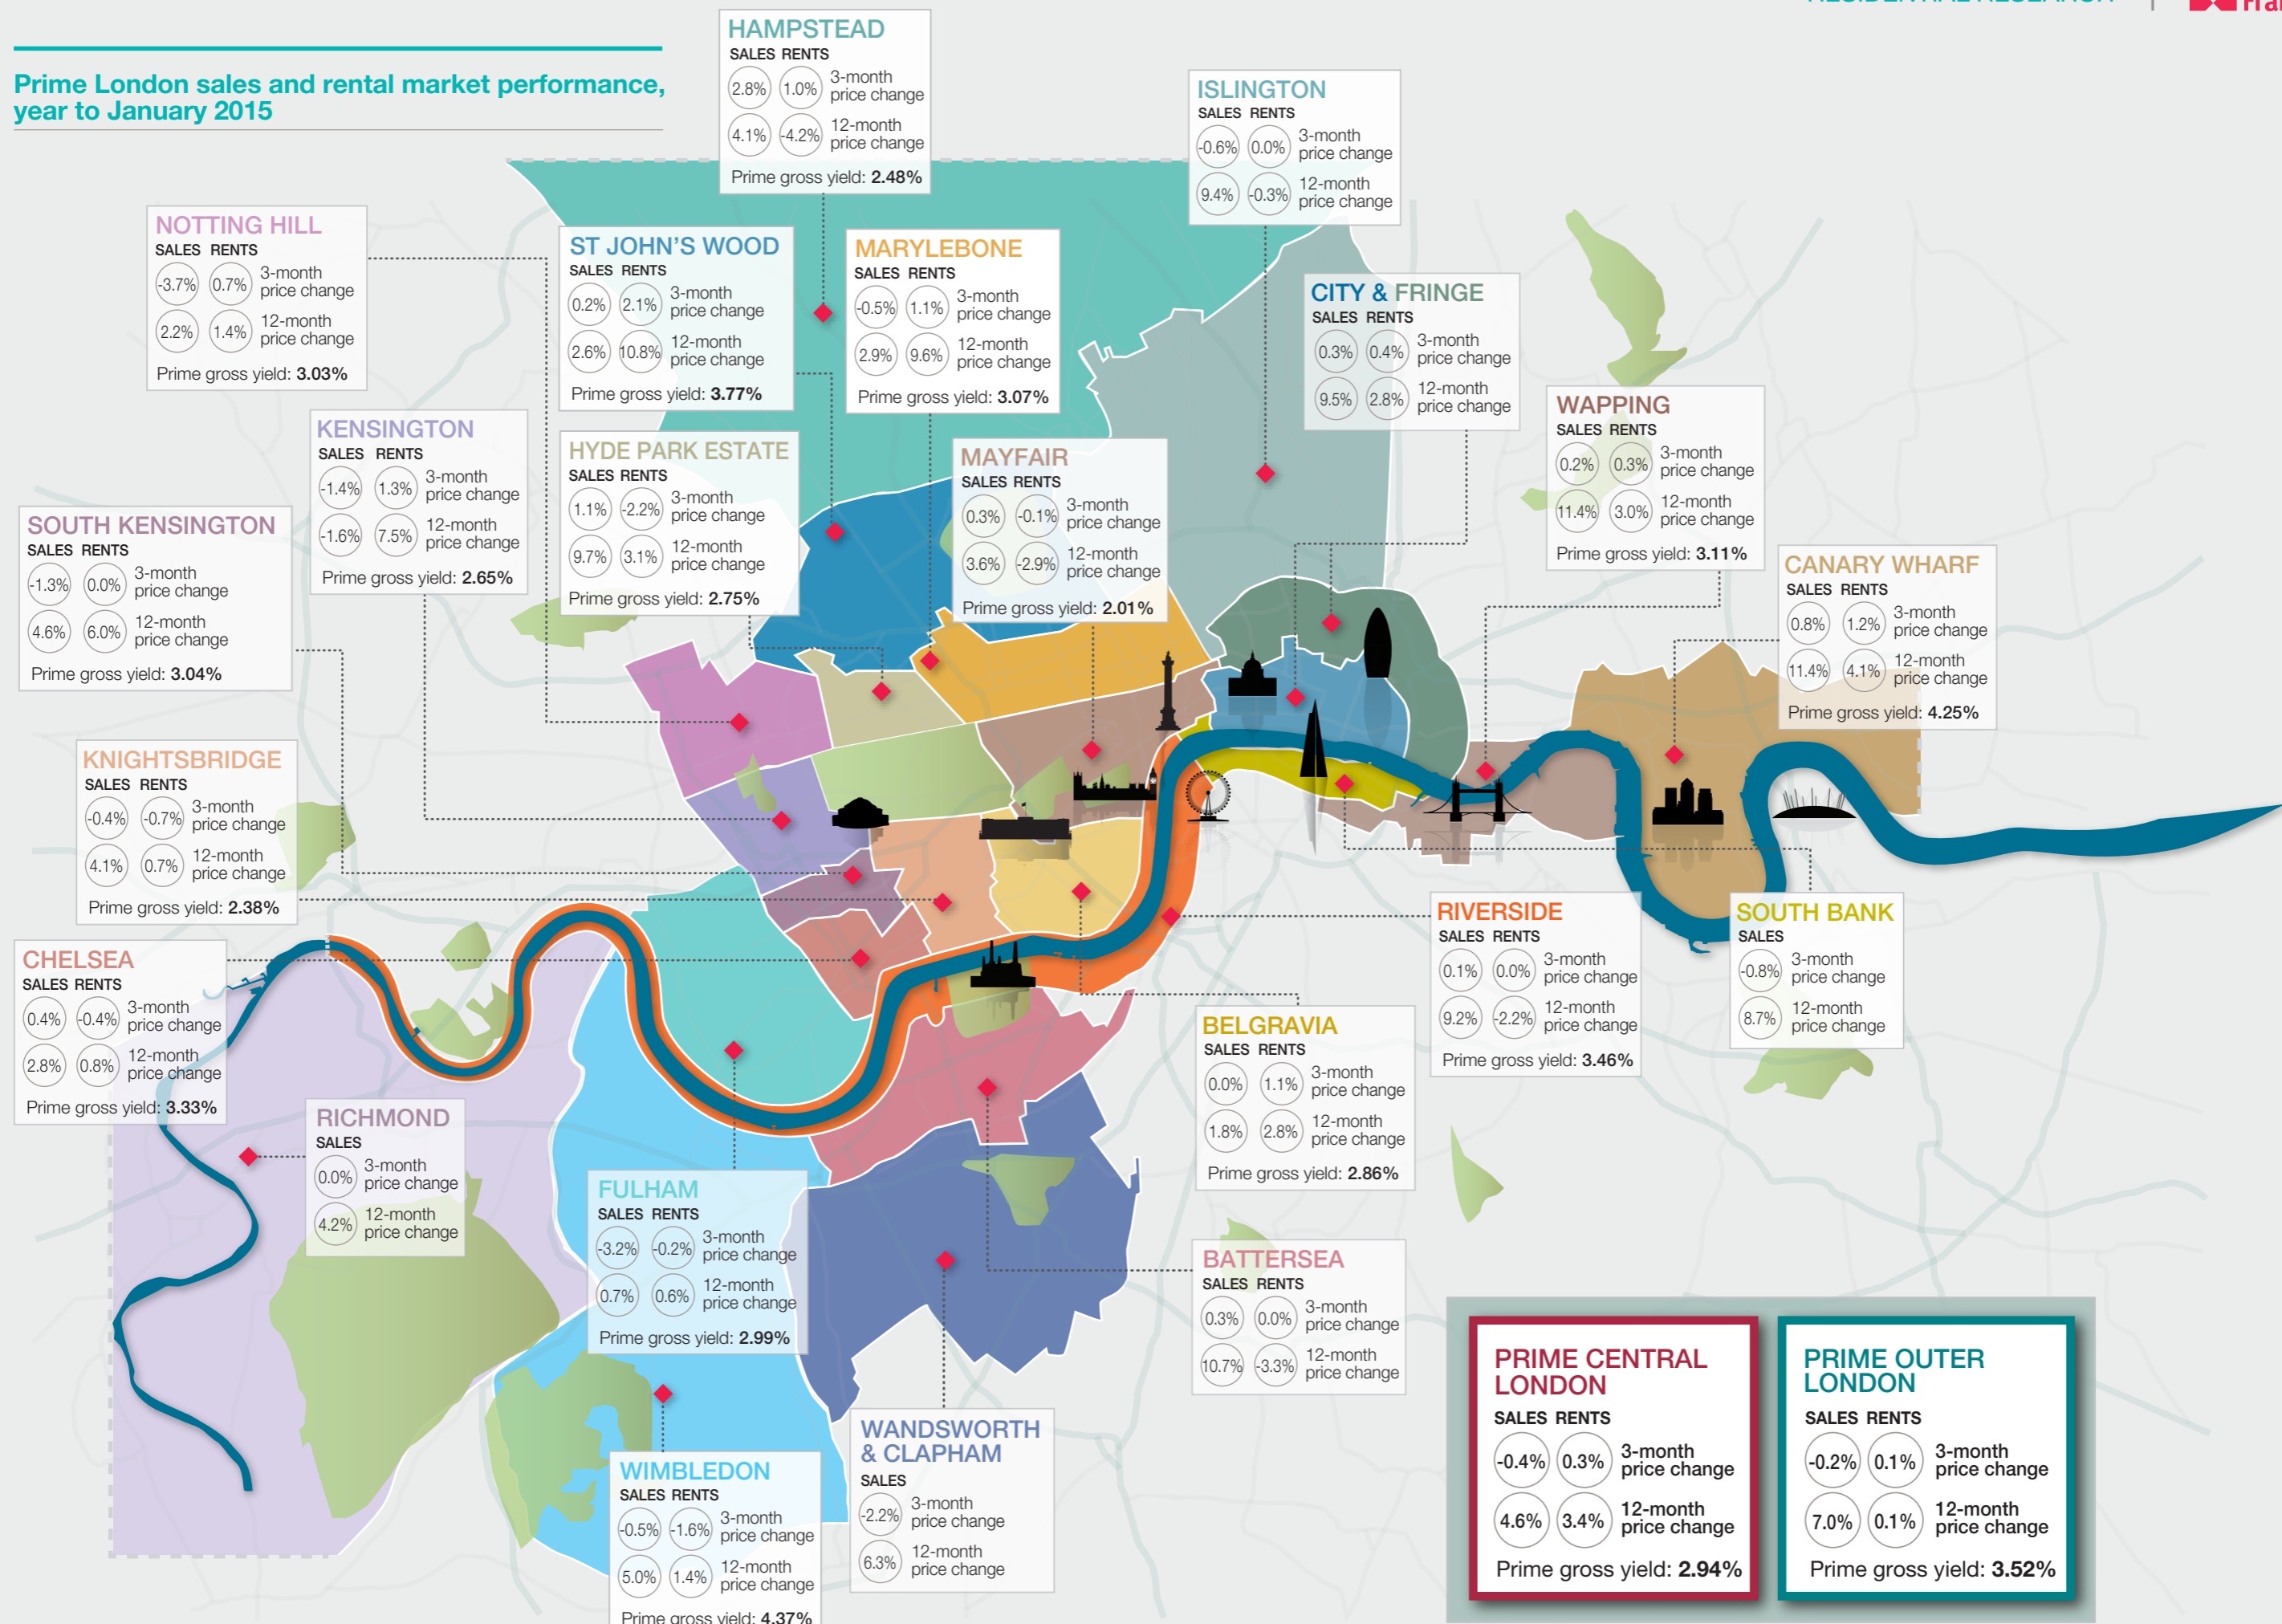 RESIDENTIAL RESEARCH
Prime London sales and rental market performance,
year to January 2015
HAMPSTEAD
SALES RENTS
2.8% 1.0% 3-month
price change
4.1% -4.2% 12-month
price change
Prime gross yield: 2.48%
ISLINGTON
SALES RENTS
-0.6% 0.0% 3-month
price change
9.4% -0.3% 12-month
price change
NOTTING HILL
SALES RENTS
-3.7% 0.7% 3-month
price change
2.2% 1.4% 12-month
price change
Prime gross yield: 3.03%
ST JOHN'S WOOD
SALES RENTS
0.2% 2.1% 3-month
price change
2.6% 10.8% 12-month
price change
Prime gross yield: 3.77%
MARYLEBONE
SALES RENTS
-0.5% 1.1% 3-month
price change
2.9% 9.6% 12-month
price change
Prime gross yield: 3.07%
CITY & FRINGE
SALES RENTS
0.3% 0.4% 3-month
price change
9.5% 2.8% 12-month
price change
WAPPING
SALES RENTS
0.2% 0.3% 3-month
price change
11.4% 3.0% 12-month
price change
Prime gross yield: 3.11%
KENSINGTON
SALES RENTS
-1.4% 1.3% 3-month
price change
-1.6% 7.5% 12-month
price change
Prime gross yield: 2.65%
HYDE PARK ESTATE
SALES RENTS
1.1% -2.2% 3-month
price change
9.7% 3.1% 12-month
price change
Prime gross yield: 2.75%
MAYFAIR
SALES RENTS
0.3% -0.1% 3-month
price change
3.6% -2.9% 12-month
price change
Prime gross yield: 2.01%
SOUTH KENSINGTON
SALES RENTS
-1.3% 0.0% 3-month
price change
4.6% 6.0% 12-month
price change
Prime gross yield: 3.04%
CANARY WHARF
SALES RENTS
0.8% 1.2% 3-month
price change
11.4% 4.1% 12-month
price change
Prime gross yield: 4.25%
KNIGHTSBRIDGE
SALES RENTS
-0.4% -0.7% 3-month
price change
4.1% 0.7% 12-month
price change
Prime gross yield: 2.38%
CHELSEA
SALES RENTS
0.4% -0.4% 3-month
price change
2.8% 0.8% 12-month
price change
Prime gross yield: 3.33%
RIVERSIDE
SALES RENTS
0.1% 0.0% 3-month
price change
9.2% -2.2% 12-month
price change
Prime gross yield: 3.46%
SOUTH BANK
SALES
-0.8% 3-month
price change
8.7% 12-month
price change
BELGRAVIA
SALES RENTS
0.0% 1.1% 3-month
price change
1.8% 2.8% 12-month
price change
Prime gross yield: 2.86%
RICHMOND
SALES
0.0% 3-month
price change
4.2% 12-month
price change
FULHAM
SALES RENTS
-3.2% -0.2% 3-month
price change
0.7% 0.6% 12-month
price change
Prime gross yield: 2.99%
BATTERSEA
SALES RENTS
0.3% 0.0% 3-month
price change
10.7% -3.3% 12-month
price change
WANDSWORTH
& CLAPHAM
SALES
-2.2% 3-month
price change
6.3% 12-month
price change
WIMBLEDON
SALES RENTS
-0.5% -1.6% 3-month
price change
5.0% 1.4% 12-month
price change
Prime gross yield: 4.37%
PRIME CENTRAL
LONDON
SALES RENTS
-0.4% 0.3% 3-month
price change
4.6% 3.4% 12-month
price change
Prime gross yield: 2.94%
PRIME OUTER
LONDON
SALES RENTS
-0.2% 0.1% 3-month
price change
7.0% 0.1% 12-month
price change
Prime gross yield: 3.52%